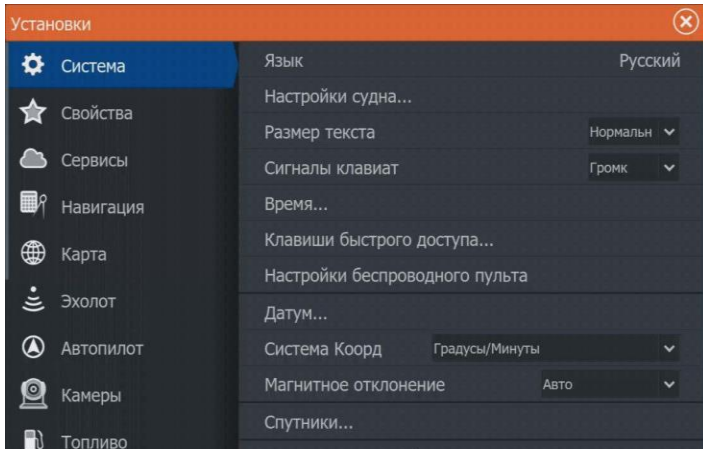 Установки
Система
Свойства
Сервисы
Навигация
Карта
Эхолот
Автопилот
Камеры
Топливо
Язык Русский
Настройки судна...
Размер текста Нормальн
Сигналы клавиат Громк
Время...
Клавиши быстрого доступа...
Настройки беспроводного пульта
Датум...
Система Коорд Градусы/Минуты
Магнитное отклонение Авто
Спутники...